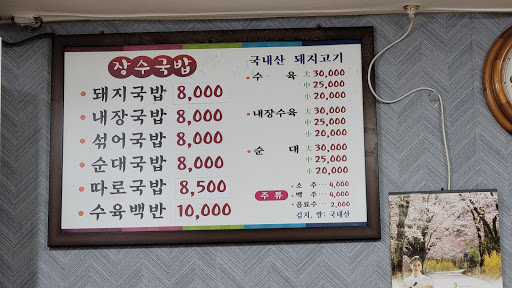 장수국밥
돼지국밥 8,000
내장국밥 8,000
섞어국밥 8,000
순대국밥 8,000
따로국밥 8,500
수육백반 10,000
국내산 돼지고기
수 육 大 30,000
中 25,000
小 20,000
내장수육 大 30,000
中 25,000
小 20,000
순 대 大 30,000
中 25,000
小 20,000
주 류
소 주··· 4,000
맥 주··· 4,000
음료수··· 2,000
김치, 쌀: 국내산